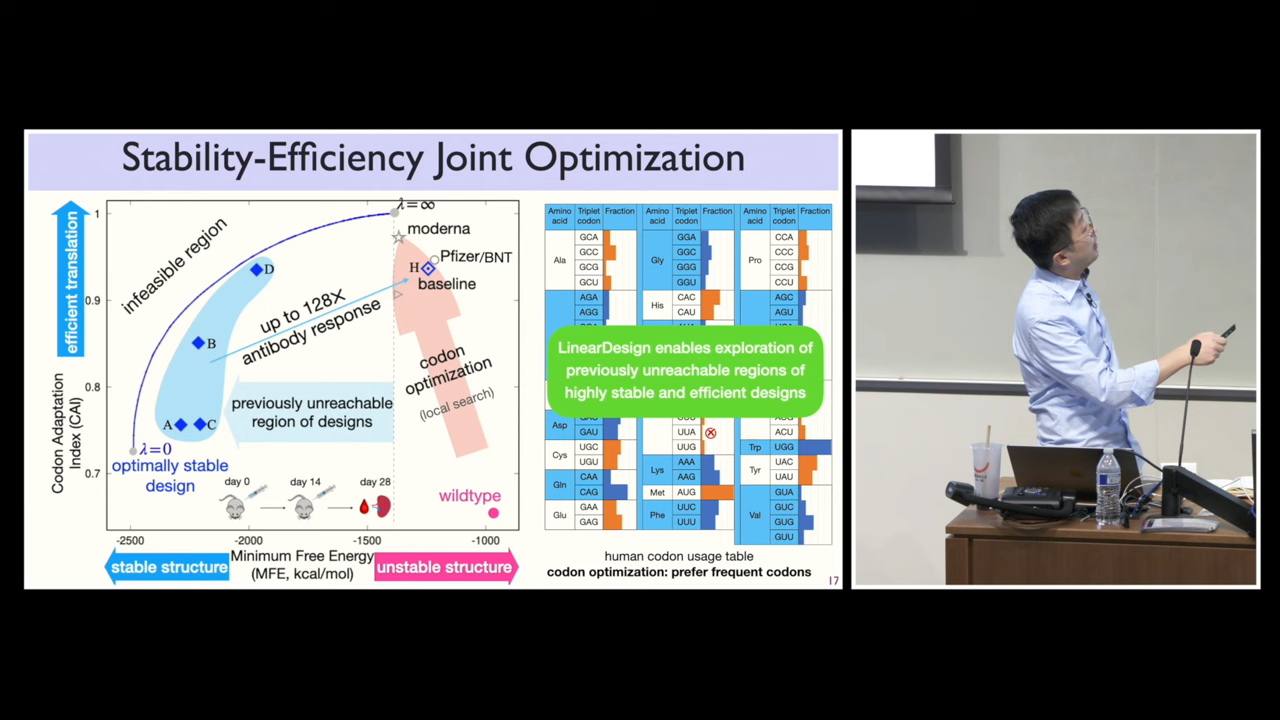 Stability-Efficiency Joint Optimization
efficient translation
Codon Adaptation
Index (CAI)
1
0.9
0.8
0.7
infeasible region
λ=∞
moderna
Pfizer/BNT
H
baseline
D
up to 128X
antibody response
B
codon
optimization
(local search)
previously unreachable
region of designs
A
C
λ=0
optimally stable
design
day 0
day 14
day 28
wildtype
-2500
-2000
-1500
-1000
stable structure
Minimum Free Energy
(MFE, kcal/mol)
unstable structure
Amino acid Triplet codon Fraction Amino acid Triplet codon Fraction Amino acid Triplet codon Fraction
Ala
GCA
GCC
GCG
GCU
AGA
AGG
Asp
GAU
Cys
UGC
UGU
Gln
CAA
CAG
Glu
GAA
GAG
Gly
GGA
GGC
GGG
GGU
His
CAC
CAU
UUA
UUG
Lys
AAA
AAG
Met
AUG
Phe
UUC
UUU
Pro
CCA
CCC
CCG
CCU
AGC
AGU
ACU
Trp
UGG
Tyr
UAC
UAU
Val
GUA
GUC
GUG
GUU
LinearDesign enables exploration of
previously unreachable regions of
highly stable and efficient designs
human codon usage table
codon optimization: prefer frequent codons
17